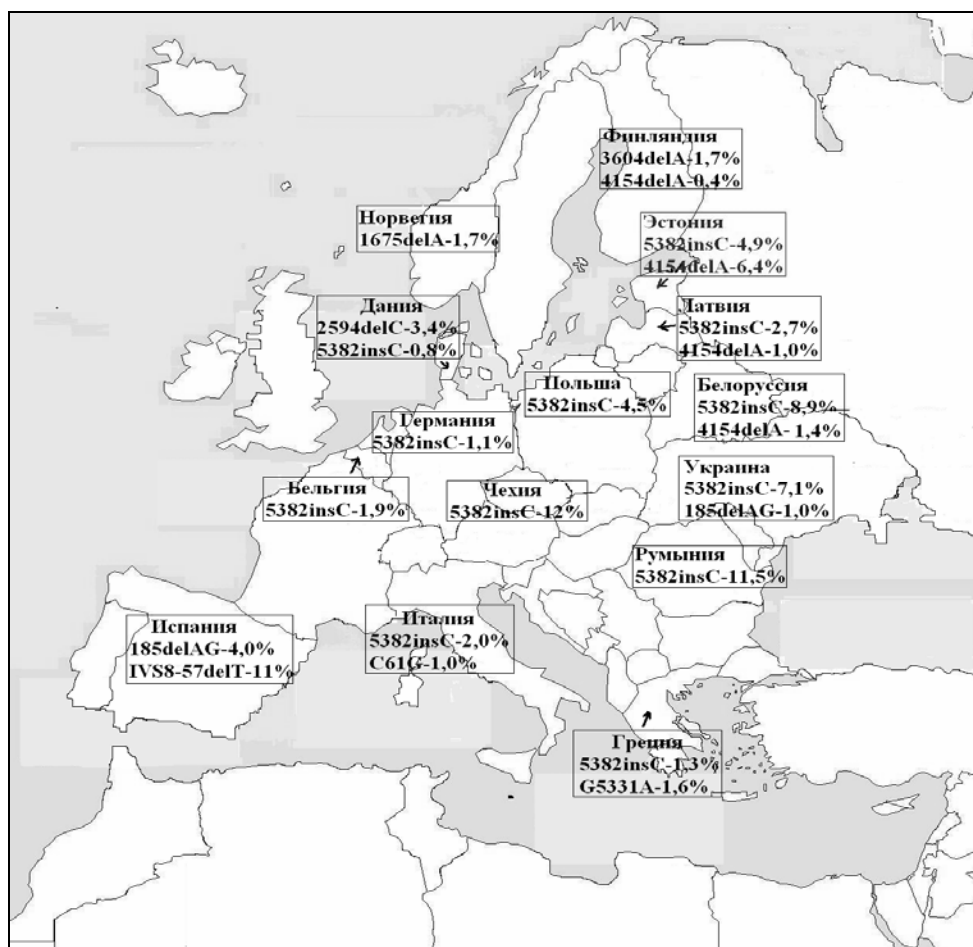 Финляндия
3604delA-1,7%
4154delA-0,4%
Норвегия
1675delA-1,7%
Эстония
5382insC-4,9%
4154delA-6,4%
Дания
2594delC-3,4%
5382insC-0,8%
Латвия
5382insC-2,7%
4154delA-1,0%
Польша
5382insC-4,5%
Белоруссия
5382insC-8,9%
4154delA- 1,4%
Германия
5382insC-1,1%
Украина
5382insC-7,1%
185delAG-1,0%
Бельгия
5382insC-1,9%
Чехия
5382insC-12%
Румыния
5382insC-11,5%
Испания
185delAG-4,0%
IVS8-57delT-11%
Италия
5382insC-2,0%
C61G-1,0%
Греция
5382insC-1,3%
G5331A-1,6%